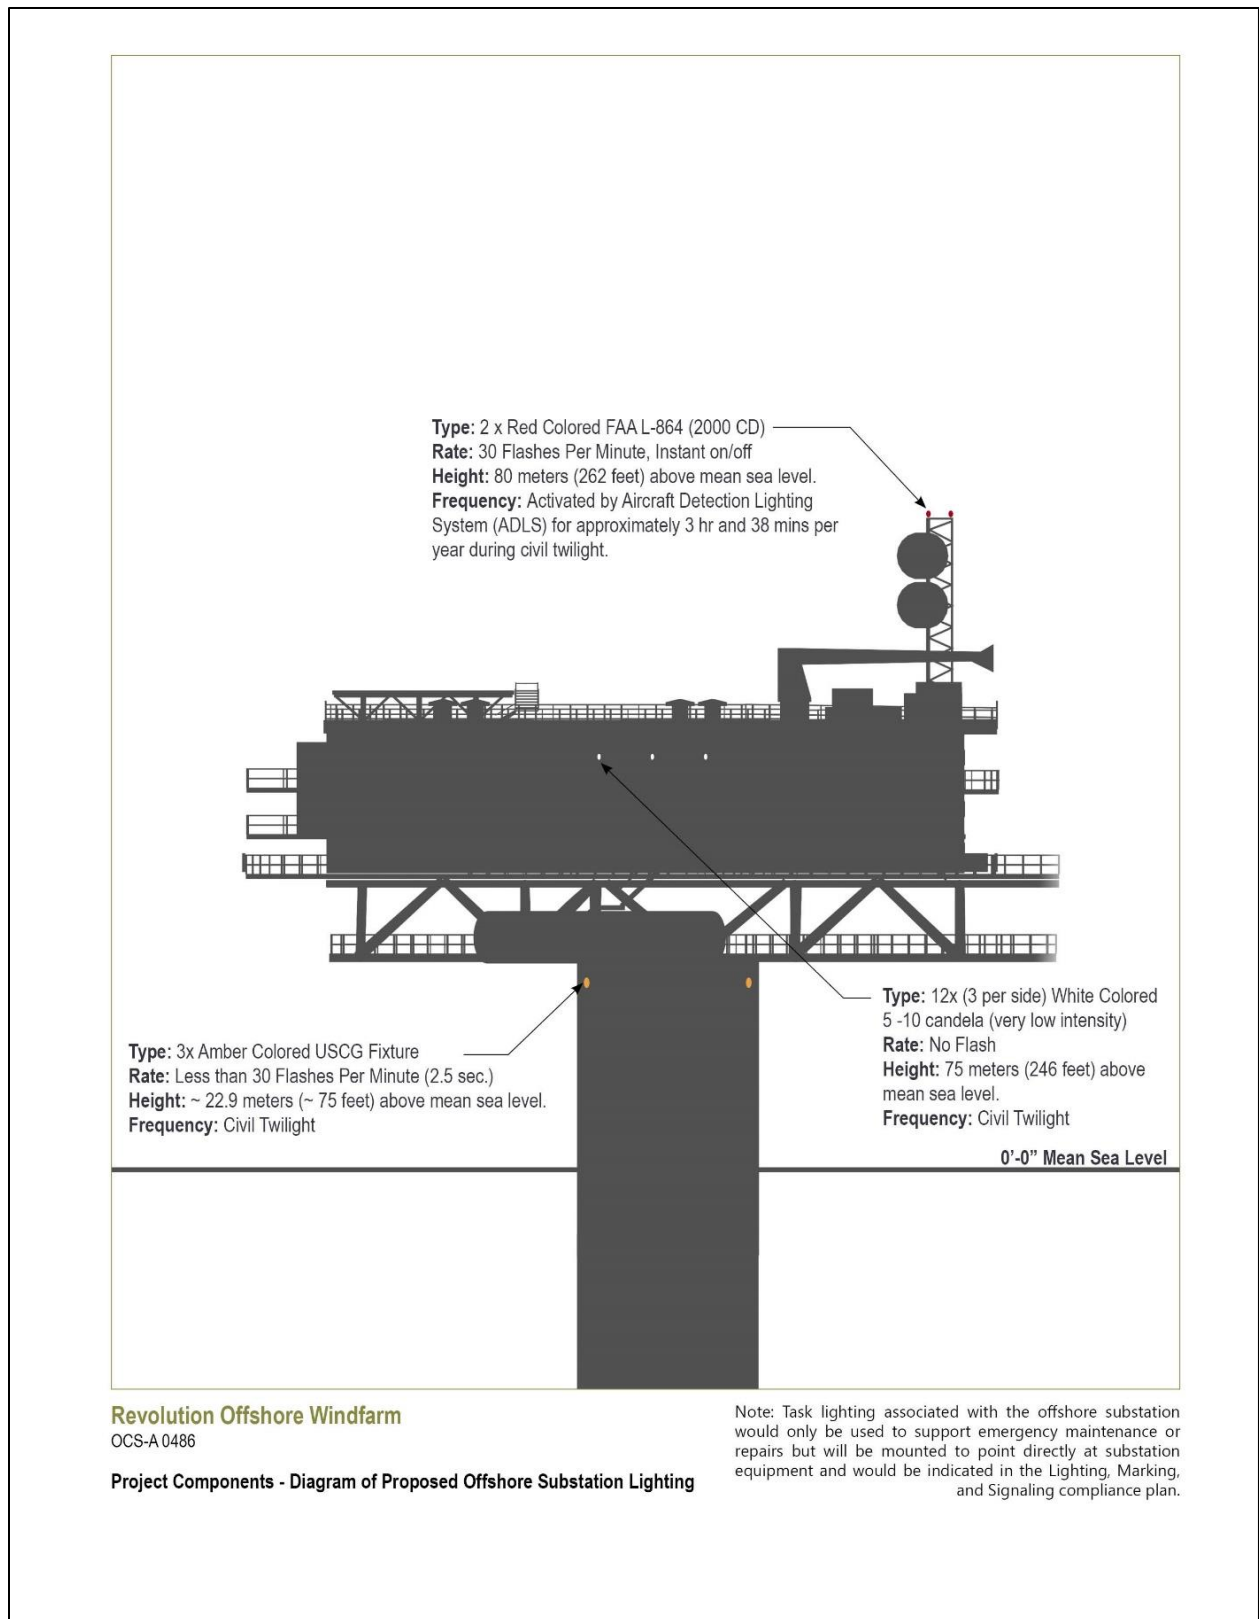 Type: 2 x Red Colored FAA L-864 (2000 CD)
Rate: 30 Flashes Per Minute, Instant on/off
Height: 80 meters (262 feet) above mean sea level.
Frequency: Activated by Aircraft Detection Lighting
System (ADLS) for approximately 3 hr and 38 mins per
year during civil twilight.
Type: 3x Amber Colored USCG Fixture
Rate: Less than 30 Flashes Per Minute (2.5 sec.)
Height: ~ 22.9 meters (~ 75 feet) above mean sea level.
Frequency: Civil Twilight
Type: 12x (3 per side) White Colored
5 -10 candela (very low intensity)
Rate: No Flash
Height: 75 meters (246 feet) above
mean sea level.
Frequency: Civil Twilight
0’-0” Mean Sea Level
Revolution Offshore Windfarm
OCS-A 0486
Project Components - Diagram of Proposed Offshore Substation Lighting
Note: Task lighting associated with the offshore substation
would only be used to support emergency maintenance or
repairs but will be mounted to point directly at substation
equipment and would be indicated in the Lighting, Marking,
and Signaling compliance plan.